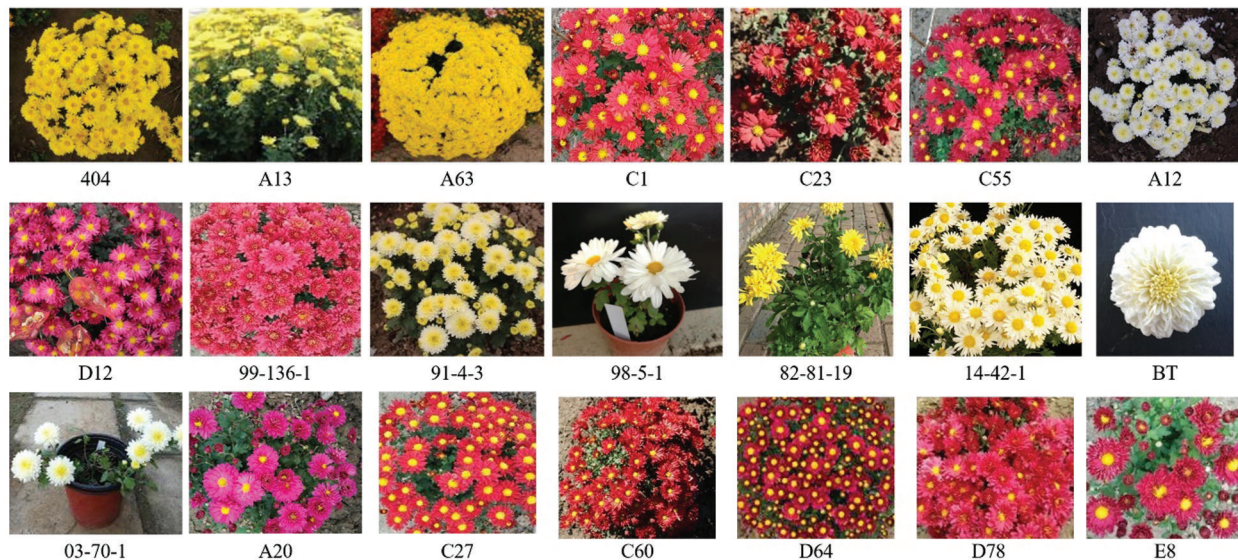 404 A13 A63 C1 C23 C55 A12
D12 99-136-1 91-4-3 98-5-1 82-81-19 14-42-1 BT
03-70-1 A20 C27 C60 D64 D78 E8